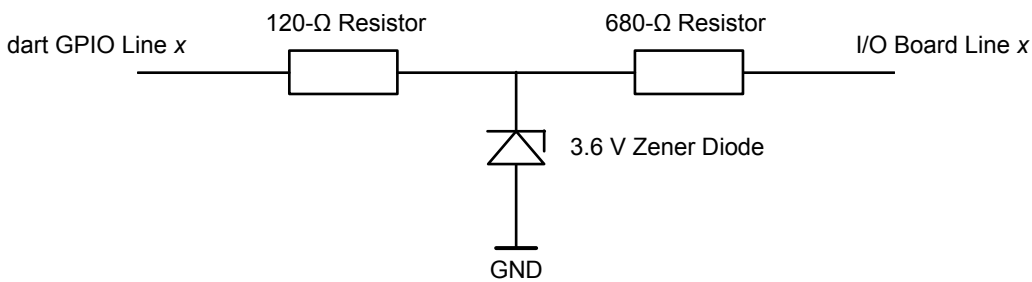 120-Ω Resistor
680-Ω Resistor
dart GPIO Line x
I/O Board Line x
3.6 V Zener Diode
GND